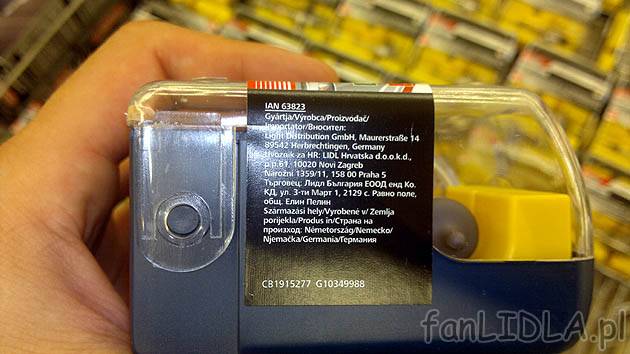 IAN 63823
Gyártja/Výrobca/Proizvodač/
Importator/Вносител:
Light Distribution GmbH, Maurerstraße 14
89542 Herbrechtingen, Germany
Uvoznik za HR: LIDL Hrvatska d.o.o.k.d.,
p.p.61, 10020 Novi Zagreb
Nárožní 1359/11, 158 00 Praha 5
Търговец: Лидл България ЕООД енд Ко.
КД, ул. 3-ти Март 1, 2129 с. Равно поле,
общ. Елин Пелин
Származási hely/Vyrobené v/ Zemlja
porijekla/Produs in/Страна на
произход: Németország/Nemecko/
Njemačka/Germania/Германия
CB1915277 G10349988
fanLIDLA.pl